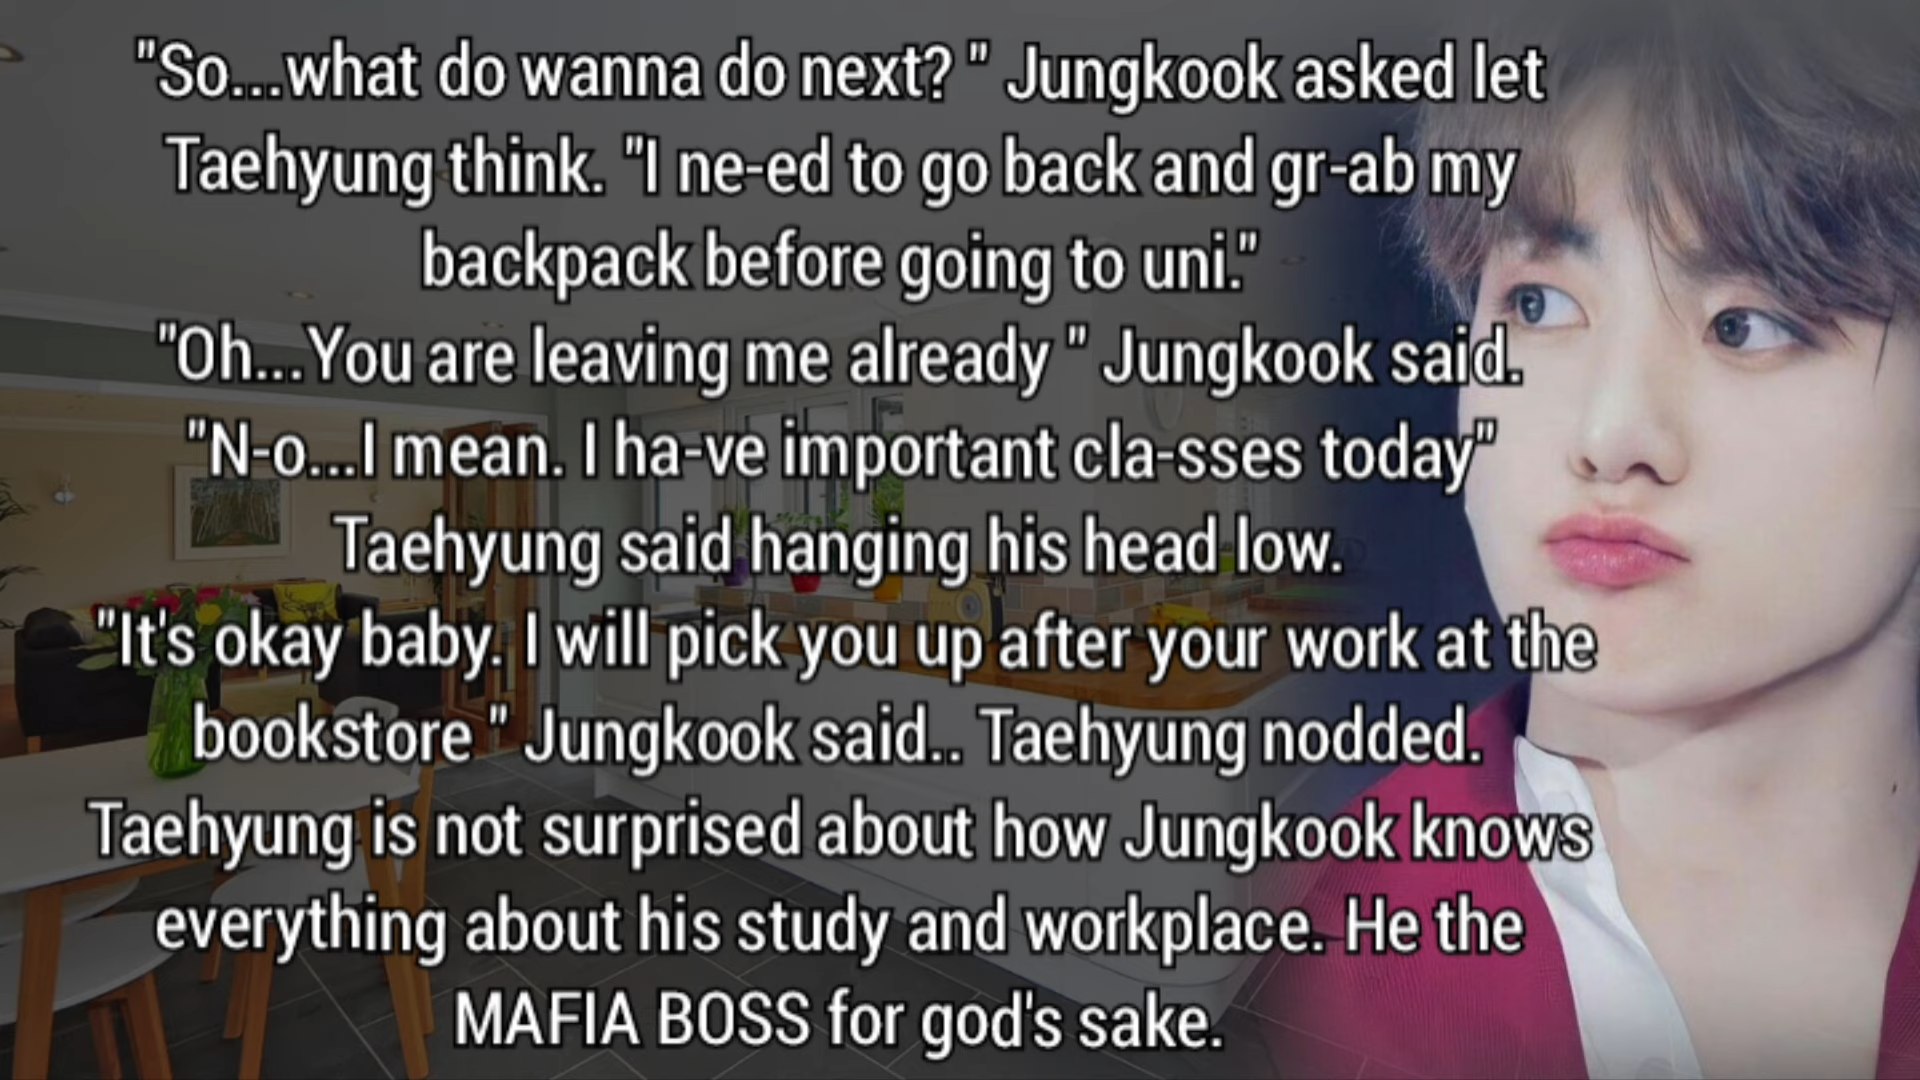 "So...what do wanna do next? " Jungkook asked let
Taehyung think. "I ne-ed to go back and gr-ab my
backpack before going to uni."
"Oh...You are leaving me already " Jungkook said.
"N-o...I mean. I ha-ve important cla-sses today"
Taehyung said hanging his head low.
"It's okay baby. I will pick you up after your work at the
bookstore " Jungkook said.. Taehyung nodded.
Taehyung is not surprised about how Jungkook knows
everything about his study and workplace. He the
MAFIA BOSS for god's sake.